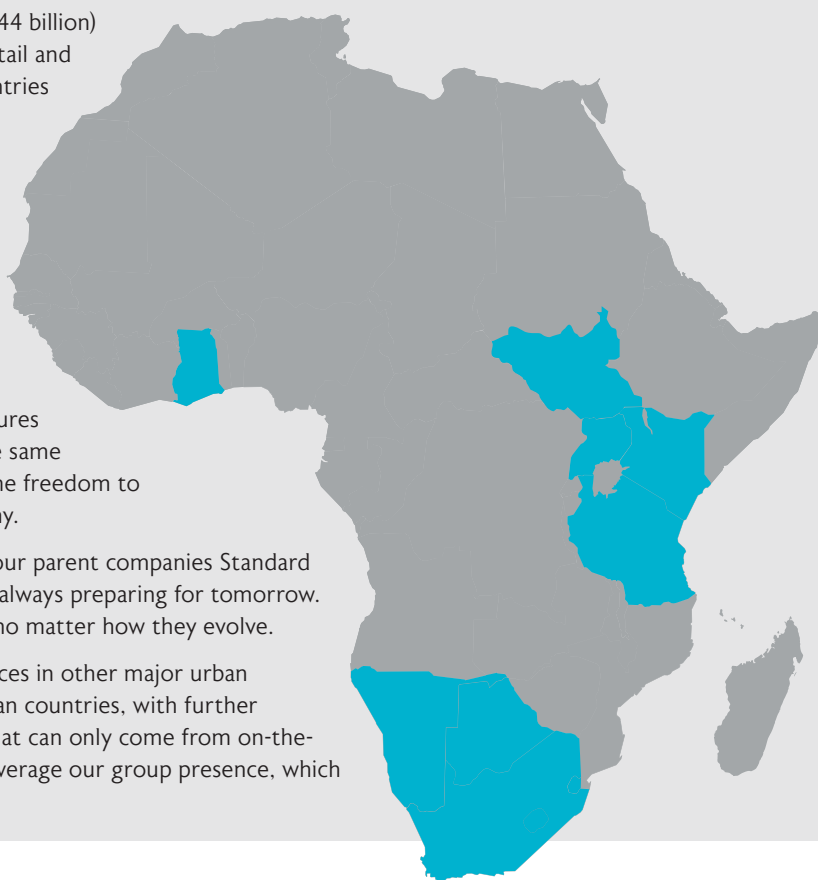 44 billion)
tail and
ntries
ures
e same
ne freedom to
ny.
our parent companies Standard
always preparing for tomorrow.
no matter how they evolve.
ces in other major urban
an countries, with further
at can only come from on-the-
verage our group presence, which